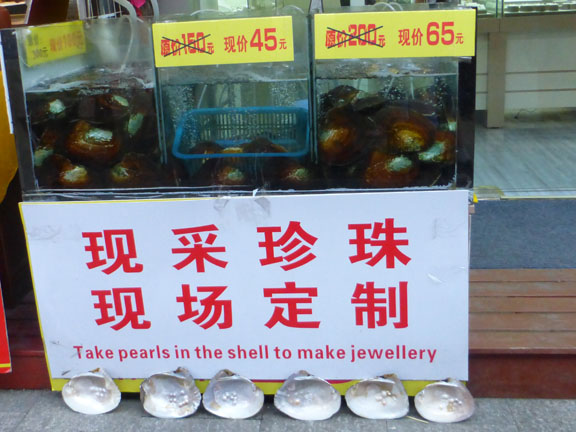 原价150 现价45元
原价200元 现价65元
现采珍珠
现场定制
Take pearls in the shell to make jewellery